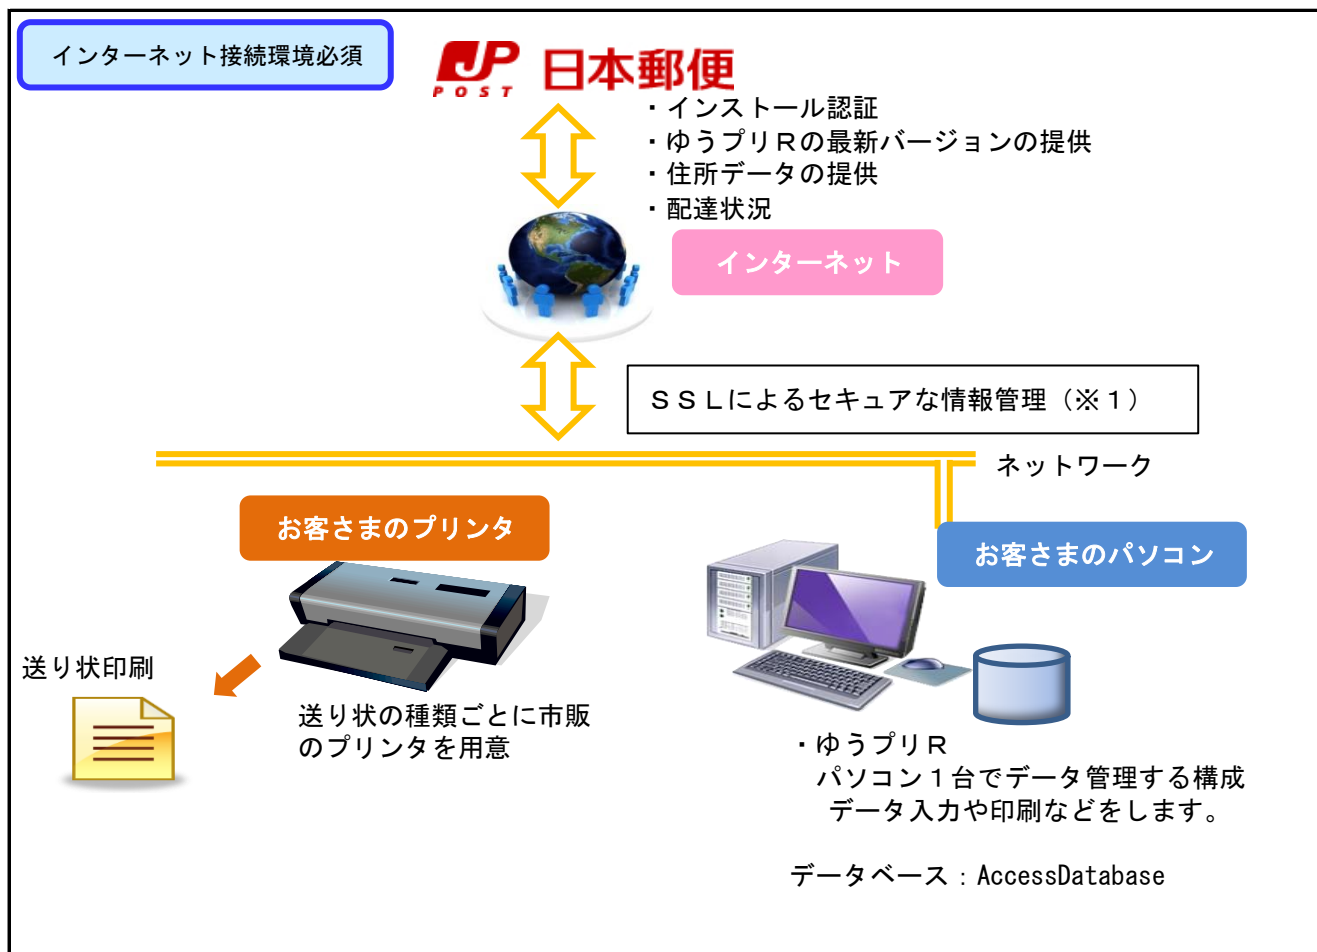 インターネット接続環境必須
JP
POST
日本郵便
・インストール認証
・ゆうプリRの最新バージョンの提供
・住所データの提供
・配達状況
インターネット
SSLによるセキュアな情報管理（※1）
ネットワーク
お客さまのプリンタ
お客さまのパソコン
送り状印刷
送り状の種類ごとに市販
のプリンタを用意
・ゆうプリR
パソコン1台でデータ管理する構成
データ入力や印刷などをします。
データベース：AccessDatabase